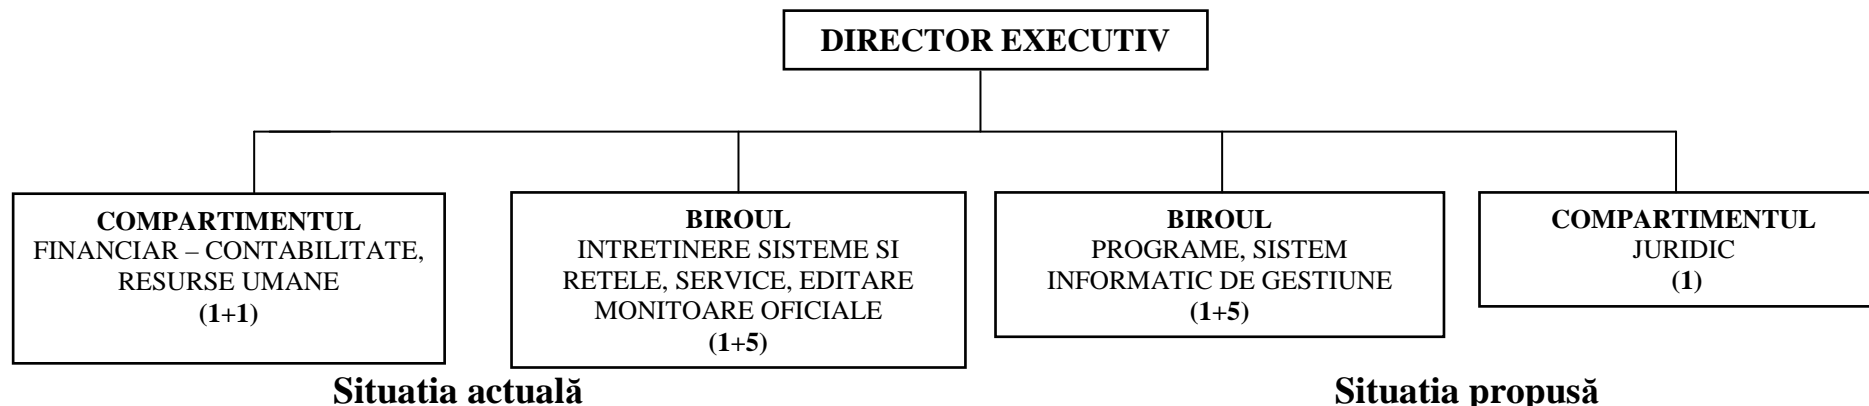 DIRECTOR EXECUTIV
COMPARTIMENTUL
FINANCIAR – CONTABILITATE,
RESURSE UMANE
(1+1)
BIROUL
INTRETINERE SISTEME SI
RETELE, SERVICE, EDITARE
MONITOARE OFICIALE
(1+5)
BIROUL
PROGRAME, SISTEM
INFORMATIC DE GESTIUNE
(1+5)
COMPARTIMENTUL
JURIDIC
(1)
Situatia actuală
Situatia propusă